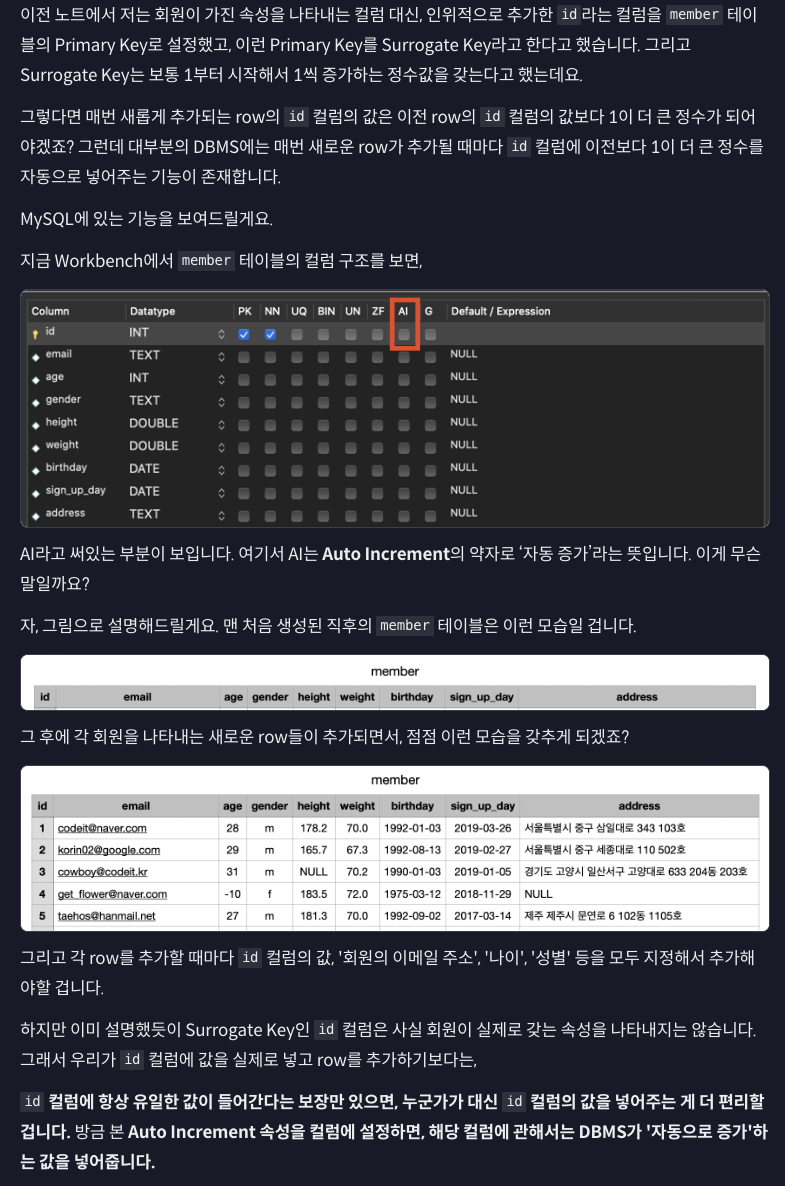 이전 노트에서 저는 회원이 가진 속성을 나타내는 컬럼 대신, 인위적으로 추가한 id라는 컬럼을 member 테이
블의 Primary Key로 설정했고, 이런 Primary Key를 Surrogate Key라고 한다고 했습니다. 그리고
Surrogate Key는 보통 1부터 시작해서 1씩 증가하는 정수값을 갖는다고 했는데요.
그렇다면 매번 새롭게 추가되는 row의 id 컬럼의 값은 이전 row의 id 컬럼의 값보다 1이 더 큰 정수가 되어
야겠죠? 그런데 대부분의 DBMS에는 매번 새로운 row가 추가될 때마다 id 컬럼에 이전보다 1이 더 큰 정수를
자동으로 넣어주는 기능이 존재합니다.
MySQL에 있는 기능을 보여드릴게요.
지금 Workbench에서 member 테이블의 컬럼 구조를 보면,
Column Datatype PK NN UQ BIN UN ZF AI G Default / Expression
id INT
email TEXT NULL
age INT NULL
gender TEXT NULL
height DOUBLE NULL
weight DOUBLE NULL
birthday DATE NULL
sign_up_day DATE NULL
address TEXT NULL
AI라고 써있는 부분이 보입니다. 여기서 AI는 Auto Increment의 약자로 ‘자동 증가’라는 뜻입니다. 이게 무슨
말일까요?
자, 그림으로 설명해드릴게요. 맨 처음 생성된 직후의 member 테이블은 이런 모습일 겁니다.
member
id email age gender height weight birthday sign_up_day address
그 후에 각 회원을 나타내는 새로운 row들이 추가되면서, 점점 이런 모습을 갖추게 되겠죠?
member
id email age gender height weight birthday sign_up_day address
1 codeit@naver.com 28 m 178.2 70.0 1992-01-03 2019-03-26 서울특별시 중구 삼일대로 343 103호
2 korin02@google.com 29 m 165.7 67.3 1992-08-13 2019-02-27 서울특별시 중구 세종대로 110 502호
3 cowboy@codeit.kr 31 m NULL 70.2 1990-01-03 2019-01-05 경기도 고양시 일산서구 고양대로 633 204동 203호
4 get_flower@naver.com -10 f 183.5 72.0 1975-03-12 2018-11-29 NULL
5 taehos@hanmail.net 27 m 181.3 70.0 1992-09-02 2017-03-14 제주 제주시 문연로 6 102동 1105호
그리고 각 row를 추가할 때마다 id 컬럼의 값, '회원의 이메일 주소', '나이', '성별' 등을 모두 지정해서 추가해
야할 겁니다.
하지만 이미 설명했듯이 Surrogate Key인 id 컬럼은 사실 회원이 실제로 갖는 속성을 나타내지는 않습니다.
그래서 우리가 id 컬럼에 값을 실제로 넣고 row를 추가하기보다는,
id 컬럼에 항상 유일한 값이 들어간다는 보장만 있으면, 누군가가 대신 id 컬럼의 값을 넣어주는 게 더 편리할
겁니다. 방금 본 Auto Increment 속성을 컬럼에 설정하면, 해당 컬럼에 관해서는 DBMS가 '자동으로 증가'하
는 값을 넣어줍니다.